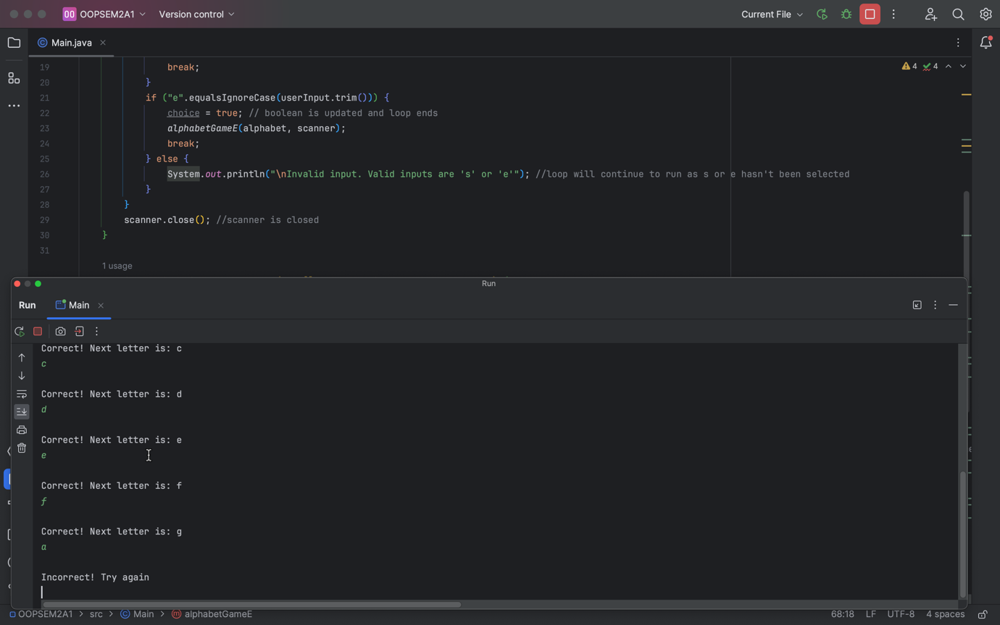 OO OOPSEM2A1 Version control Current File
Main.java
19 break;
20 }
21 if ("e".equalsIgnoreCase(userInput.trim())) {
22 choice = true; // boolean is updated and loop ends
23 alphabetGameE(alphabet, scanner);
24 break;
25 } else {
26 System.out.println("\nInvalid input. Valid inputs are 's' or 'e'"); //loop will continue to run as s or e hasn't been selected
27 }
28 }
29 scanner.close(); //scanner is closed
30 }
31
1 usage
4 4
Run
Run Main
Correct! Next letter is: c
c
Correct! Next letter is: d
d
Correct! Next letter is: e
e
Correct! Next letter is: f
f
Correct! Next letter is: g
a
Incorrect! Try again
OOPSEM2A1 > src > Main > alphabetGameE 68:18 LF UTF-8 4 spaces